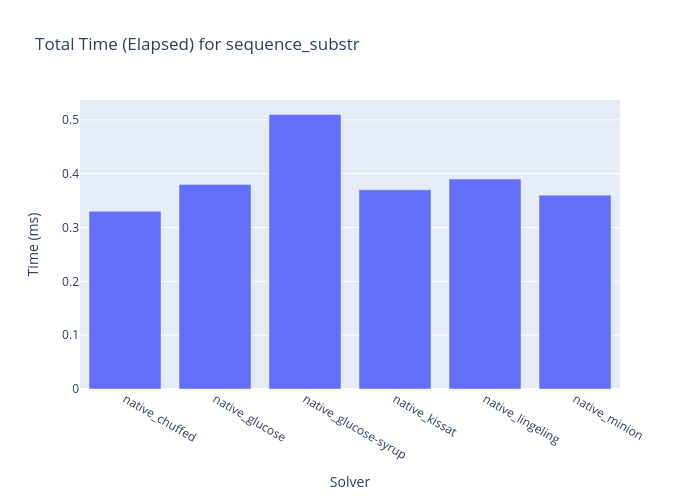 Total Time (Elapsed) for sequence_substr
Time (ms)
0.5
0.4
0.3
0.2
0.1
0
native_chuffed
native_glucose
native_glucose-syrup
native_kissat
native_lingeling
native_minion
Solver